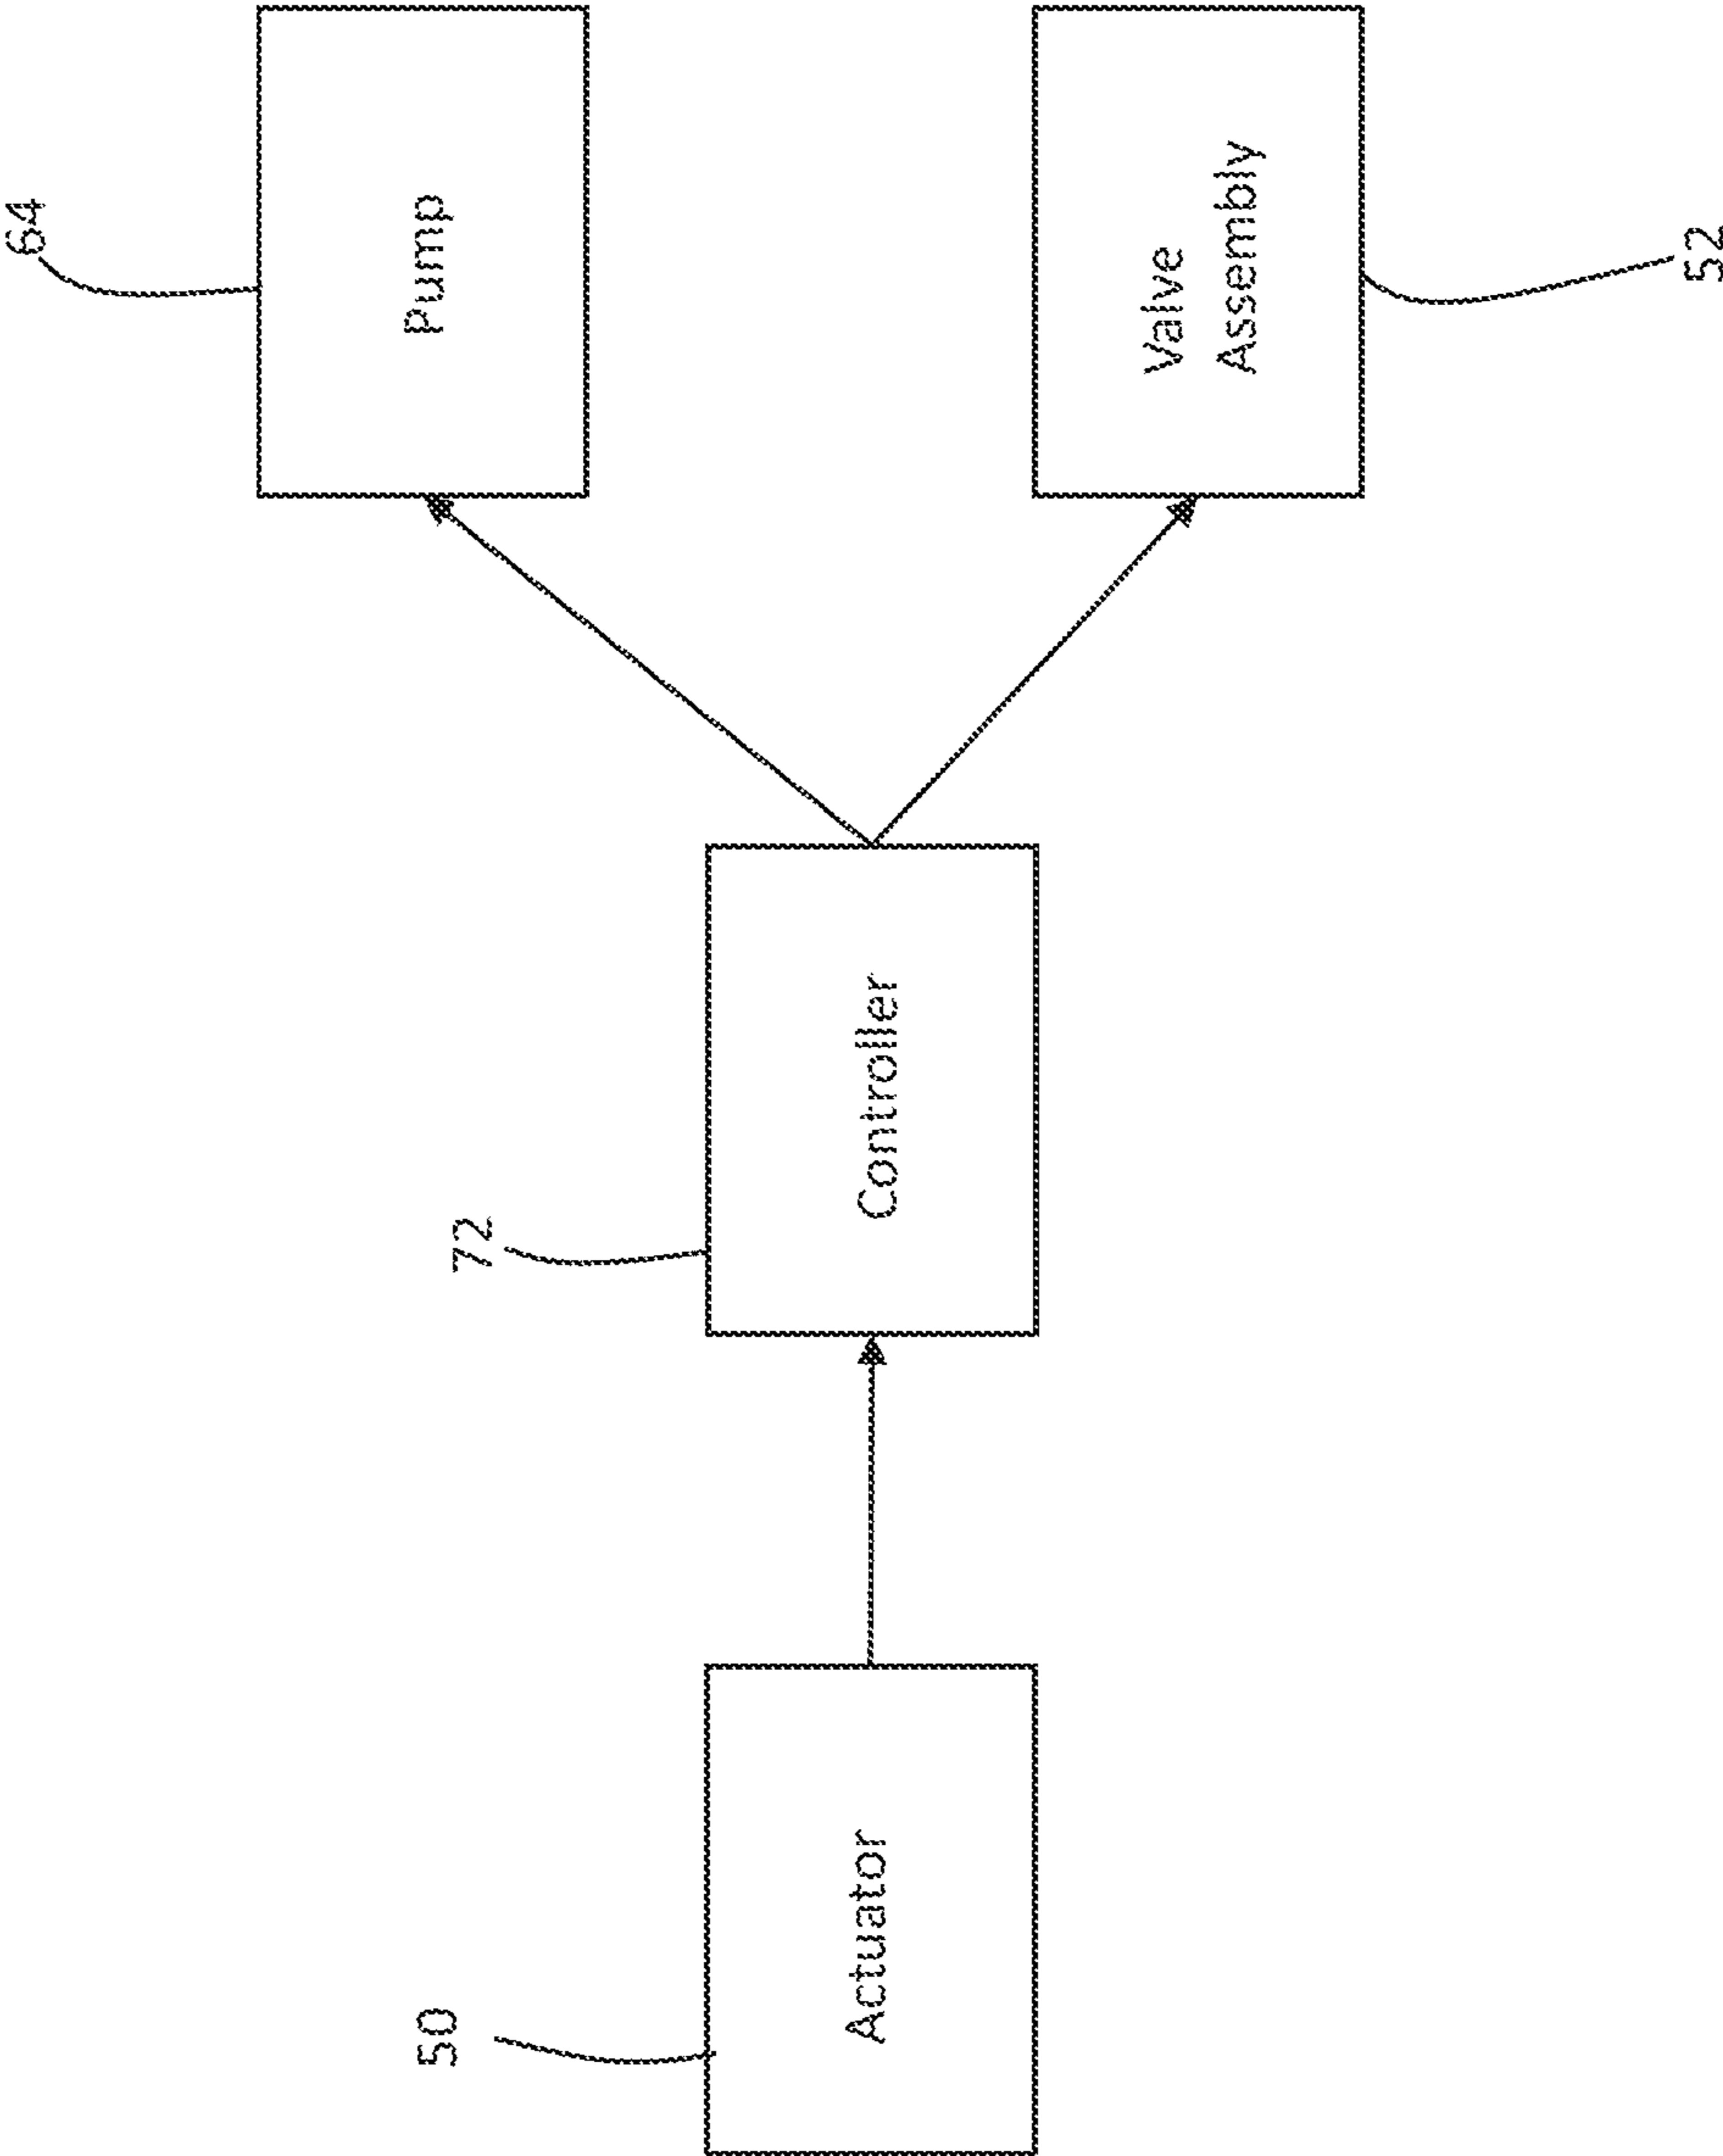 64
Pump
72
Controller
50
Actuator
Valve
Assembly
52